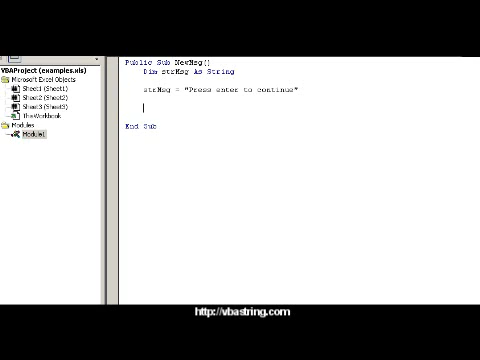 VBAProject (examples.xls)
Microsoft Excel Objects
Sheet1 (Sheet1)
Sheet2 (Sheet2)
Sheet3 (Sheet3)
ThisWorkbook
Modules
Module1
Public Sub NewMsg()
Dim strMsg As String
strMsg = "Press enter to continue"
End Sub
http://vbastring.com